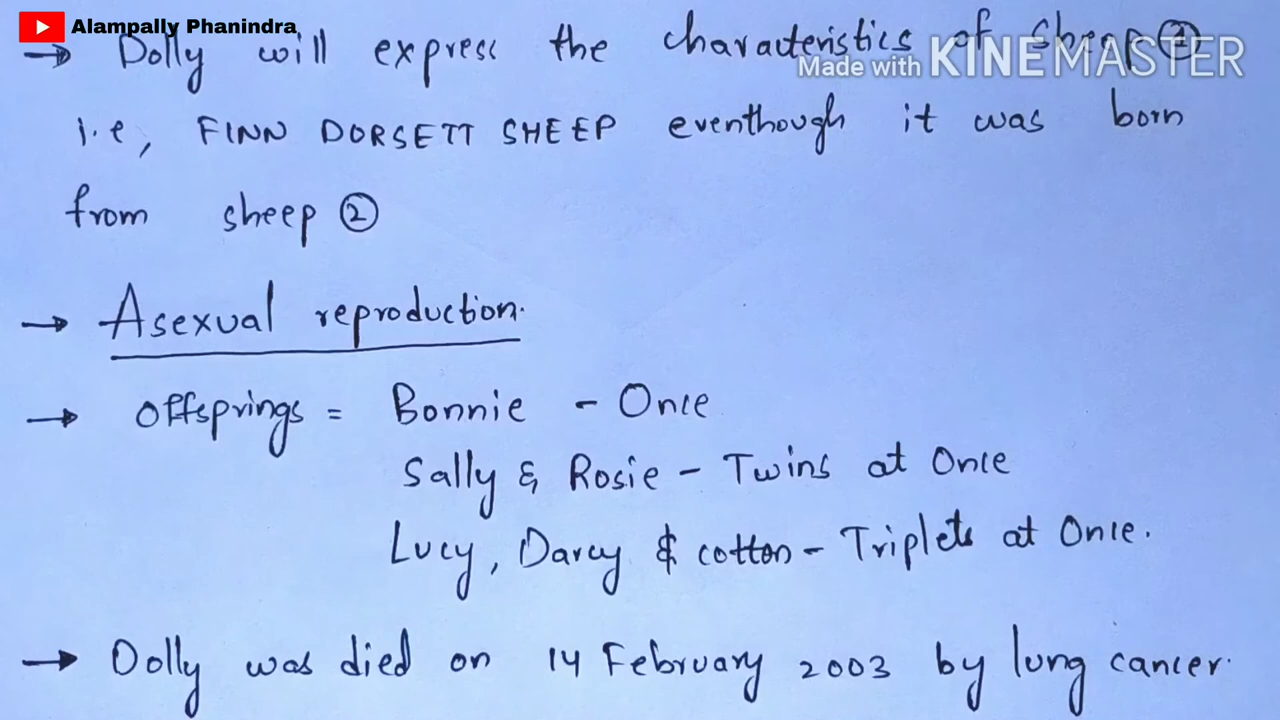 Alampally Phanindra
→ Dolly will express the characteristics of sheep ①
Made with KINEMASTER
i.e, FINN DORSETT SHEEP eventhough it was born
from sheep ②
→ Asexual reproduction.
→ Offsprings = Bonnie - Once
Sally & Rosie - Twins at Once
Lucy, Darcy & cotton - Triplets at Once.
→ Dolly was died on 14 February 2003 by lung cancer.